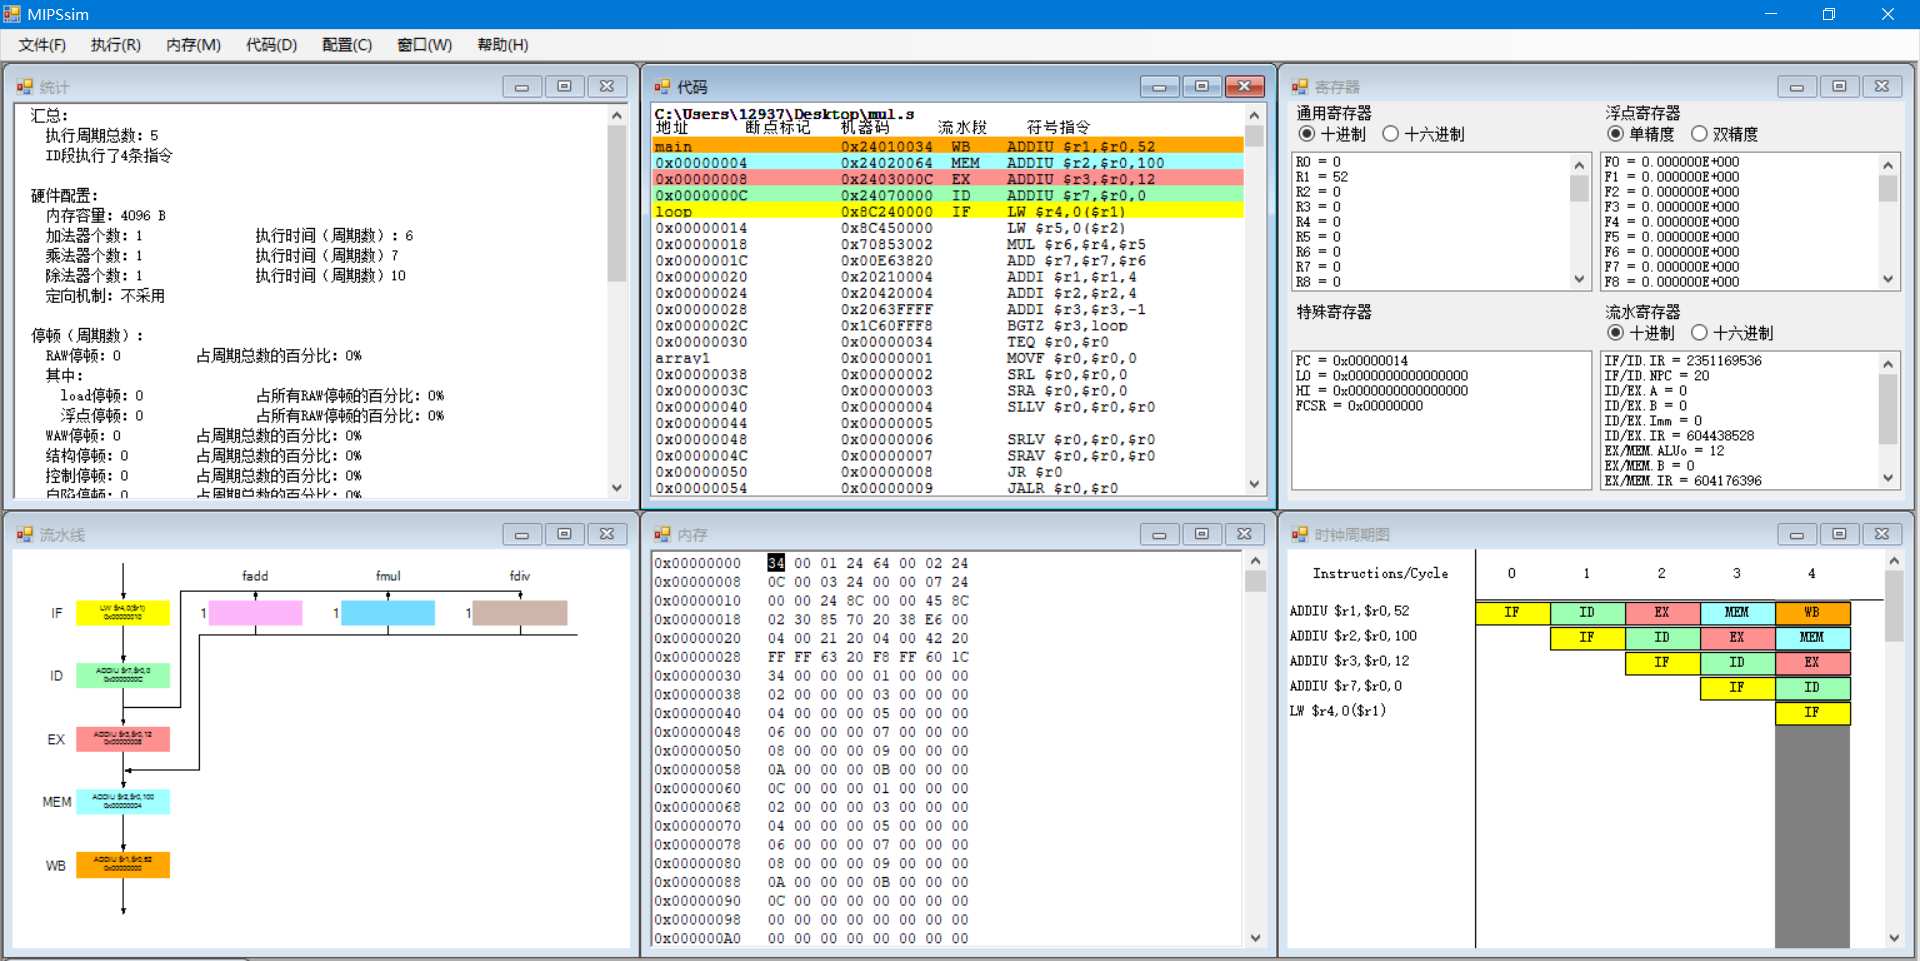 MIPSsim
文件(F) 执行(R) 内存(M) 代码(D) 配置(C) 窗口(W) 帮助(H)
统计
汇总:
执行周期总数: 5
ID段执行了4条指令
硬件配置:
内存容量: 4096 B
加法器个数: 1 执行时间（周期数）: 6
乘法器个数: 1 执行时间（周期数）7
除法器个数: 1 执行时间（周期数）10
定向机制: 不采用
停顿（周期数）:
RAW停顿: 0 占周期总数的百分比: 0%
其中:
load停顿: 0 占所有RAW停顿的百分比: 0%
浮点停顿: 0 占所有RAW停顿的百分比: 0%
WAW停顿: 0 占周期总数的百分比: 0%
结构停顿: 0 占周期总数的百分比: 0%
控制停顿: 0 占周期总数的百分比: 0%
自陷停顿: 0 占周期总数的百分比: 0%
代码
C:\Users\12937\Desktop\mul.s
地址 断点标记 机器码 流水段 符号指令
main 0x24010034 WB ADDIU $r1,$r0,52
0x00000004 0x24020064 MEM ADDIU $r2,$r0,100
0x00000008 0x2403000C EX ADDIU $r3,$r0,12
0x0000000C 0x24070000 ID ADDIU $r7,$r0,0
loop 0x8C240000 IF LW $r4,0($r1)
0x00000014 0x8C450000 LW $r5,0($r2)
0x00000018 0x70853002 MUL $r6,$r4,$r5
0x0000001C 0x00E63820 ADD $r7,$r7,$r6
0x00000020 0x20210004 ADDI $r1,$r1,4
0x00000024 0x20420004 ADDI $r2,$r2,4
0x00000028 0x2063FFFF ADDI $r3,$r3,-1
0x0000002C 0x1C60FFF8 BGTZ $r3,loop
0x00000030 0x00000034 TEQ $r0,$r0
array1 0x00000001 MOVF $r0,$r0,0
0x00000038 0x00000002 SRL $r0,$r0,0
0x0000003C 0x00000003 SRA $r0,$r0,0
0x00000040 0x00000004 SLLV $r0,$r0,$r0
0x00000044 0x00000005
0x00000048 0x00000006 SRLV $r0,$r0,$r0
0x0000004C 0x00000007 SRAV $r0,$r0,$r0
0x00000050 0x00000008 JR $r0
0x00000054 0x00000009 JALR $r0,$r0
寄存器
通用寄存器
十进制 十六进制
R0 = 0
R1 = 52
R2 = 0
R3 = 0
R4 = 0
R5 = 0
R6 = 0
R7 = 0
R8 = 0
浮点寄存器
单精度 双精度
F0 = 0.000000E+000
F1 = 0.000000E+000
F2 = 0.000000E+000
F3 = 0.000000E+000
F4 = 0.000000E+000
F5 = 0.000000E+000
F6 = 0.000000E+000
F7 = 0.000000E+000
F8 = 0.000000E+000
特殊寄存器
PC = 0x00000014
LO = 0x0000000000000000
HI = 0x0000000000000000
FCSR = 0x00000000
流水寄存器
十进制 十六进制
IF/ID.IR = 2351169536
IF/ID.NPC = 20
ID/EX.A = 0
ID/EX.B = 0
ID/EX.Imm = 0
ID/EX.IR = 604438528
EX/MEM.ALUo = 12
EX/MEM.B = 0
EX/MEM.IR = 604176396
流水线
fadd fmul fdiv
IF LW $r4,0($r1) 1 1 1
0x00000010
ID ADDIU $r7,$r0,0
0x0000000C
EX ADDIU $r3,$r0,12
0x00000008
MEM ADDIU $r2,$r0,100
0x00000004
WB ADDIU $r1,$r0,52
0x00000000
内存
0x00000000 34 00 01 24 64 00 02 24
0x00000008 0C 00 03 24 00 00 07 24
0x00000010 00 00 24 8C 00 00 45 8C
0x00000018 02 30 85 70 20 38 E6 00
0x00000020 04 00 21 20 04 00 42 20
0x00000028 FF FF 63 20 F8 FF 60 1C
0x00000030 34 00 00 00 01 00 00 00
0x00000038 02 00 00 00 03 00 00 00
0x00000040 04 00 00 00 05 00 00 00
0x00000048 06 00 00 00 07 00 00 00
0x00000050 08 00 00 00 09 00 00 00
0x00000058 0A 00 00 00 0B 00 00 00
0x00000060 0C 00 00 00 01 00 00 00
0x00000068 02 00 00 00 03 00 00 00
0x00000070 04 00 00 00 05 00 00 00
0x00000078 06 00 00 00 07 00 00 00
0x00000080 08 00 00 00 09 00 00 00
0x00000088 0A 00 00 00 0B 00 00 00
0x00000090 0C 00 00 00 00 00 00 00
0x00000098 00 00 00 00 00 00 00 00
0x000000A0 00 00 00 00 00 00 00 00
时钟周期图
Instructions/Cycle 0 1 2 3 4
ADDIU $r1,$r0,52 IF ID EX MEM WB
ADDIU $r2,$r0,100 IF ID EX MEM
ADDIU $r3,$r0,12 IF ID EX
ADDIU $r7,$r0,0 IF ID
LW $r4,0($r1) IF